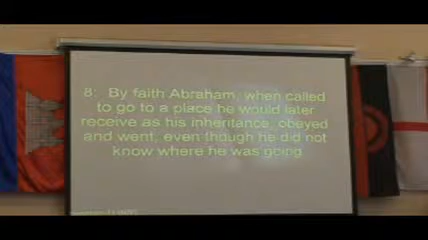 8: By faith Abraham, when called
to go to a place he would later
receive as his inheritance, obeyed
and went, even though he did not
know where he was going